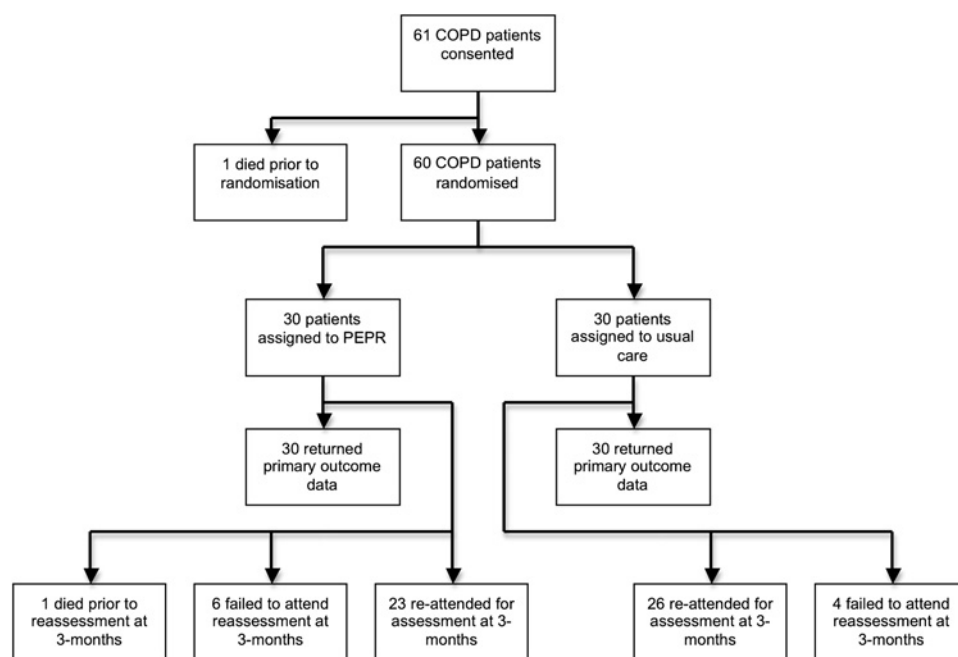 61 COPD patients
consented
1 died prior to
randomisation
60 COPD patients
randomised
30 patients
assigned to PEPR
30 patients
assigned to usual
care
30 returned
primary outcome
data
30 returned
primary outcome
data
1 died prior to
reassessment at
3-months
6 failed to attend
reassessment at
3-months
23 re-attended for
assessment at 3-
months
26 re-attended for
assessment at 3-
months
4 failed to attend
reassessment at
3-months